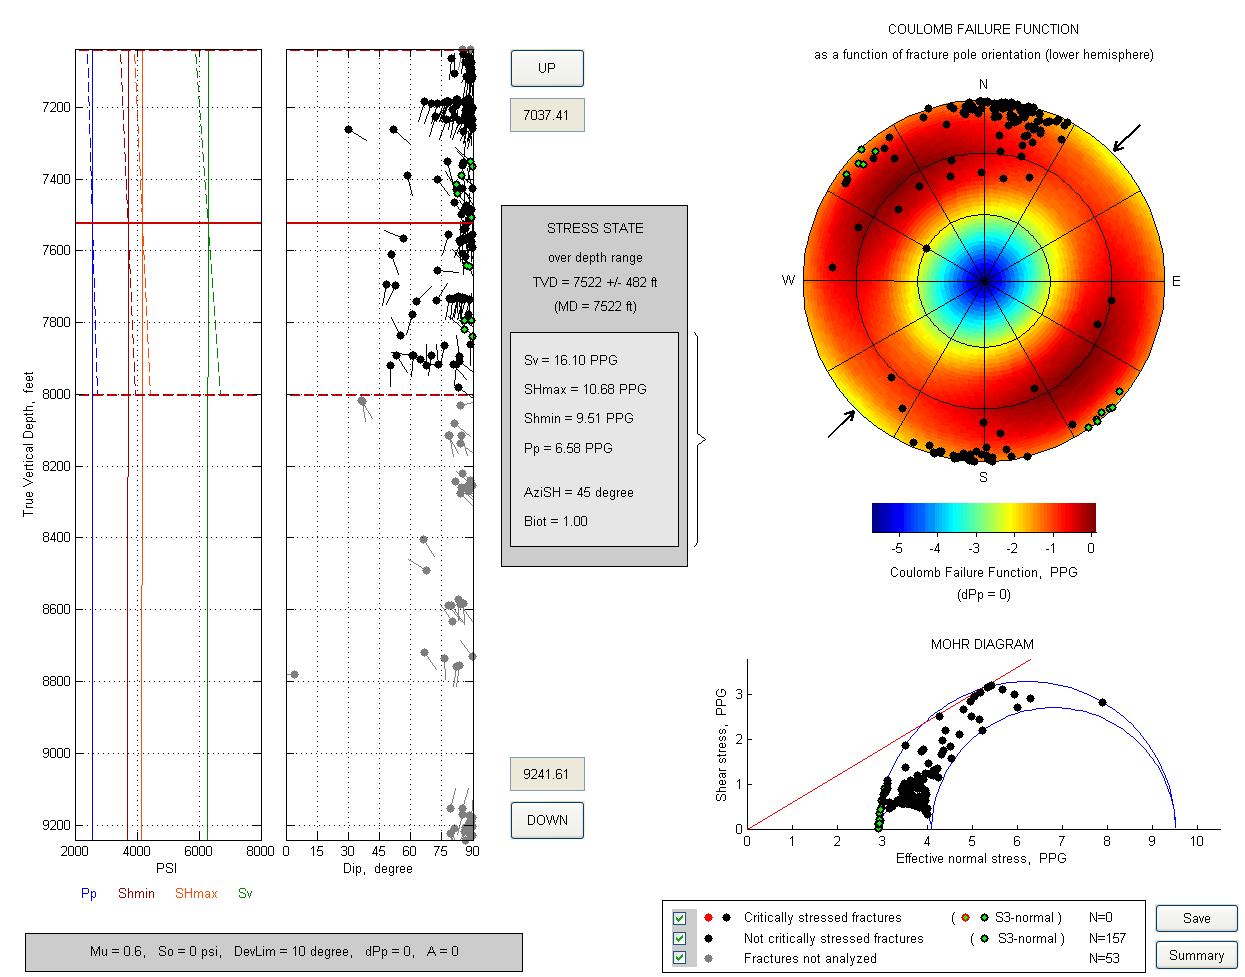 COULOMB FAILURE FUNCTION
as a function of fracture pole orientation (lower hemisphere)
UP
7037.41
N
W
E
S
7200
7400
7600
7800
8000
8200
8400
8600
8800
9000
9200
True Vertical Depth, feet
2000
4000
6000
8000
PSI
0
15
30
45
60
75
90
Dip, degree
Pp
Shmin
SHmax
Sv
STRESS STATE
over depth range
TVD = 7522 +/- 482 ft
(MD = 7522 ft)
Sv = 16.10 PPG
SHmax = 10.68 PPG
Shmin = 9.51 PPG
Pp = 6.58 PPG
AziSH = 45 degree
Biot = 1.00
-5
-4
-3
-2
-1
0
Coulomb Failure Function, PPG
(dPp = 0)
9241.61
DOWN
MOHR DIAGRAM
3
2
1
0
Shear stress, PPG
0
1
2
3
4
5
6
7
8
9
10
Effective normal stress, PPG
Critically stressed fractures
( S3-normal )
N=0
Not critically stressed fractures
( S3-normal )
N=157
Fractures not analyzed
N=53
Save
Summary
Mu = 0.6, So = 0 psi, DevLim = 10 degree, dPp = 0, A = 0